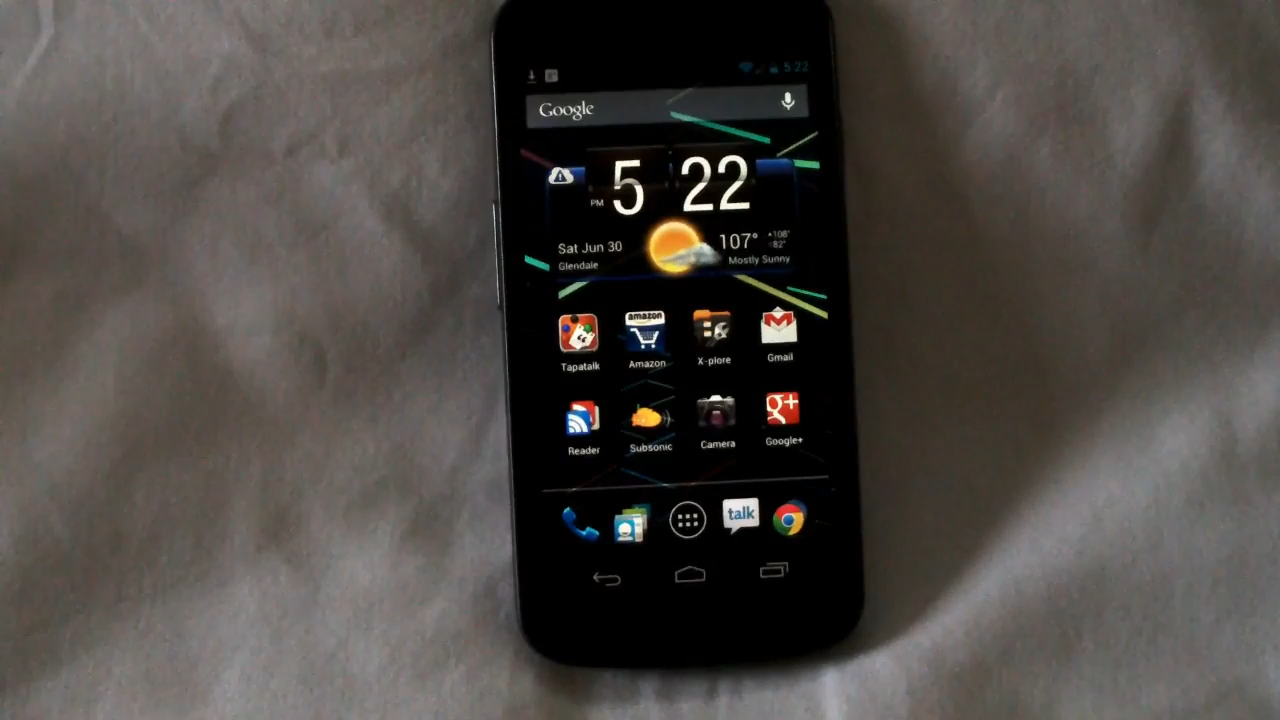 5:22
Google
5 22
PM
Sat Jun 30
107° 108°
82°
Glendale
Mostly Sunny
amazon
Tapatalk Amazon X-plore Gmail
g+
Reader Subsonic Camera Google+
talk